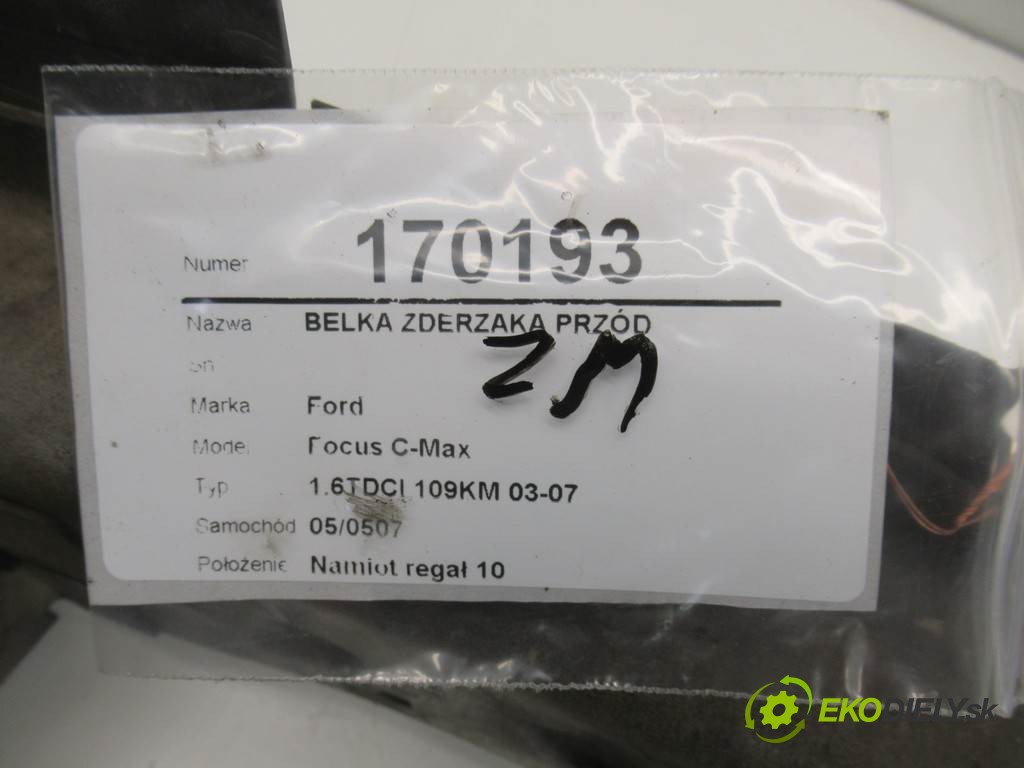 Numer 170193
Nazwa BELKA ZDERZAKA PRZÓD
sn
ZM
Marka Ford
Model Focus C-Max
Typ 1.6TDCI 109KM 03-07
Samochód 05/0507
Położenie Namiot regał 10
EKODIELY.sk